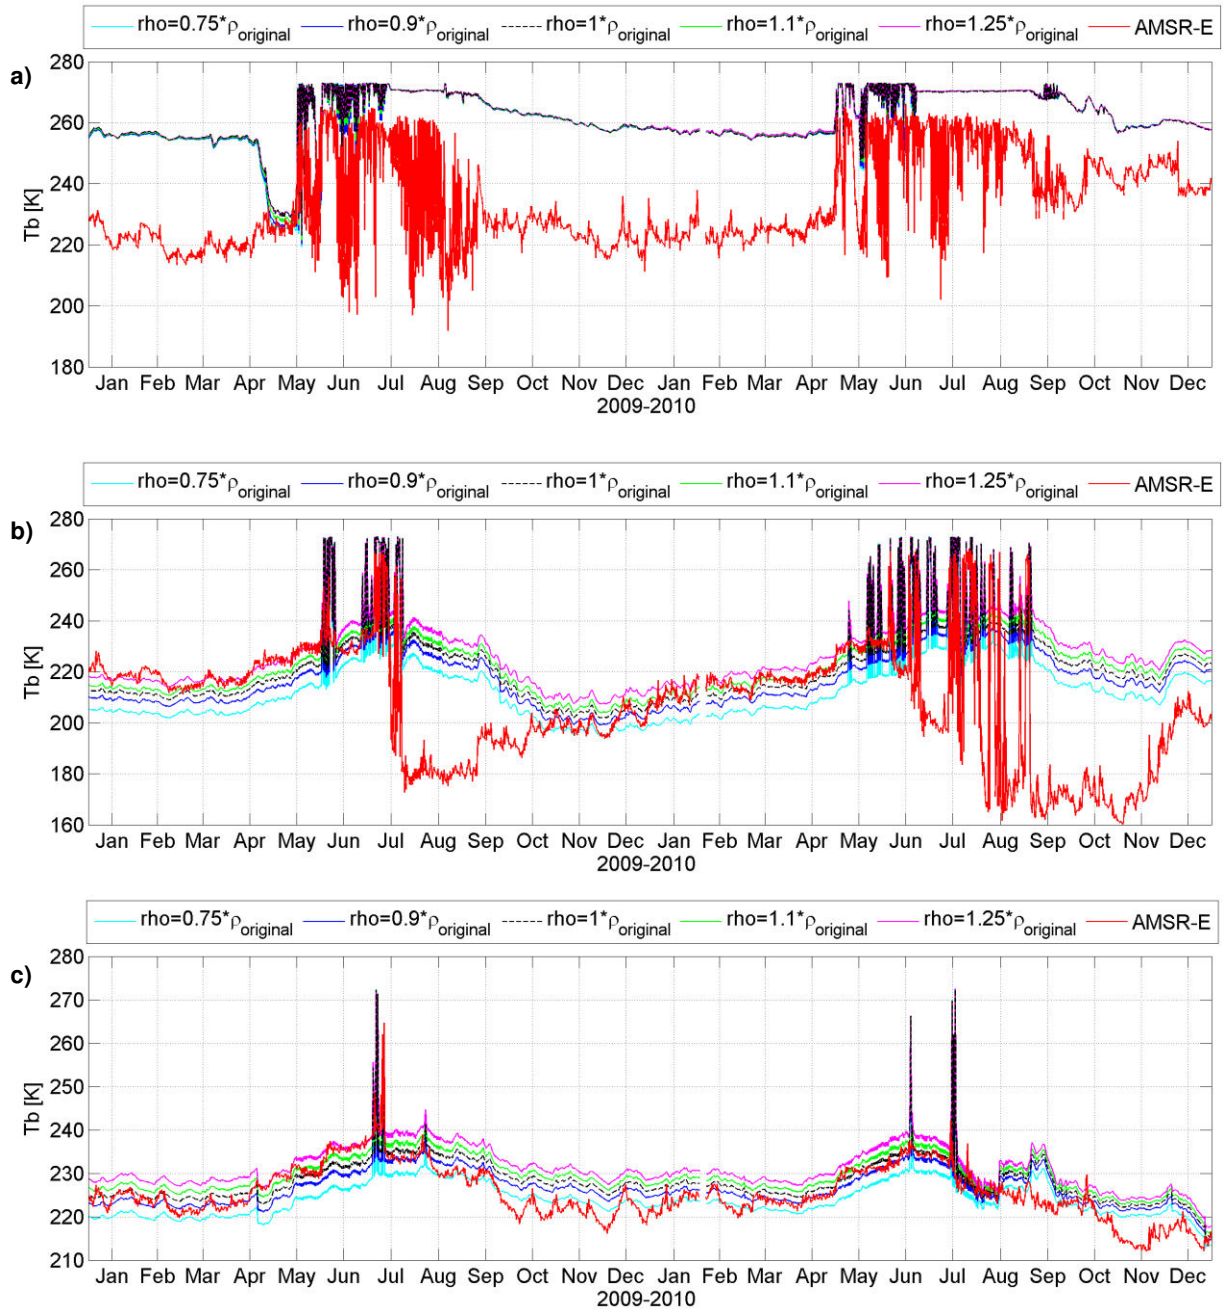 rho=0.75*ρoriginal rho=0.9*ρoriginal rho=1*ρoriginal rho=1.1*ρoriginal rho=1.25*ρoriginal AMSR-E
a)
280
260
240
220
200
180
Tb [K]
Jan Feb Mar Apr May Jun Jul Aug Sep Oct Nov Dec Jan Feb Mar Apr May Jun Jul Aug Sep Oct Nov Dec
2009-2010
rho=0.75*ρoriginal rho=0.9*ρoriginal rho=1*ρoriginal rho=1.1*ρoriginal rho=1.25*ρoriginal AMSR-E
b)
280
260
240
220
200
180
160
Tb [K]
Jan Feb Mar Apr May Jun Jul Aug Sep Oct Nov Dec Jan Feb Mar Apr May Jun Jul Aug Sep Oct Nov Dec
2009-2010
rho=0.75*ρoriginal rho=0.9*ρoriginal rho=1*ρoriginal rho=1.1*ρoriginal rho=1.25*ρoriginal AMSR-E
c)
280
270
260
250
240
230
220
210
Tb [K]
Jan Feb Mar Apr May Jun Jul Aug Sep Oct Nov Dec Jan Feb Mar Apr May Jun Jul Aug Sep Oct Nov Dec
2009-2010